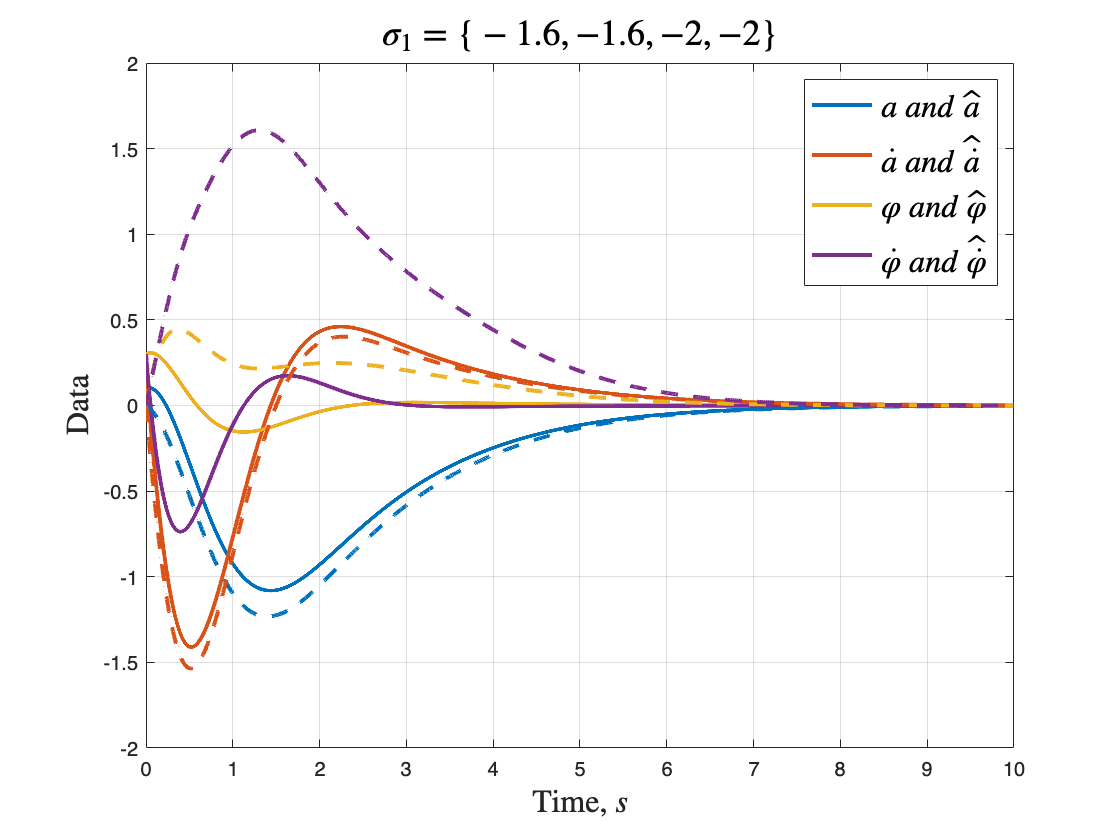 σ₁ = { − 1.6, −1.6, −2, −2}
2
1.5
1
0.5
0
-0.5
-1
-1.5
-2
Data
a and â
ȧ and ȧ̂
φ and φ̂
φ̇ and φ̇̂
0 1 2 3 4 5 6 7 8 9 10
Time, s